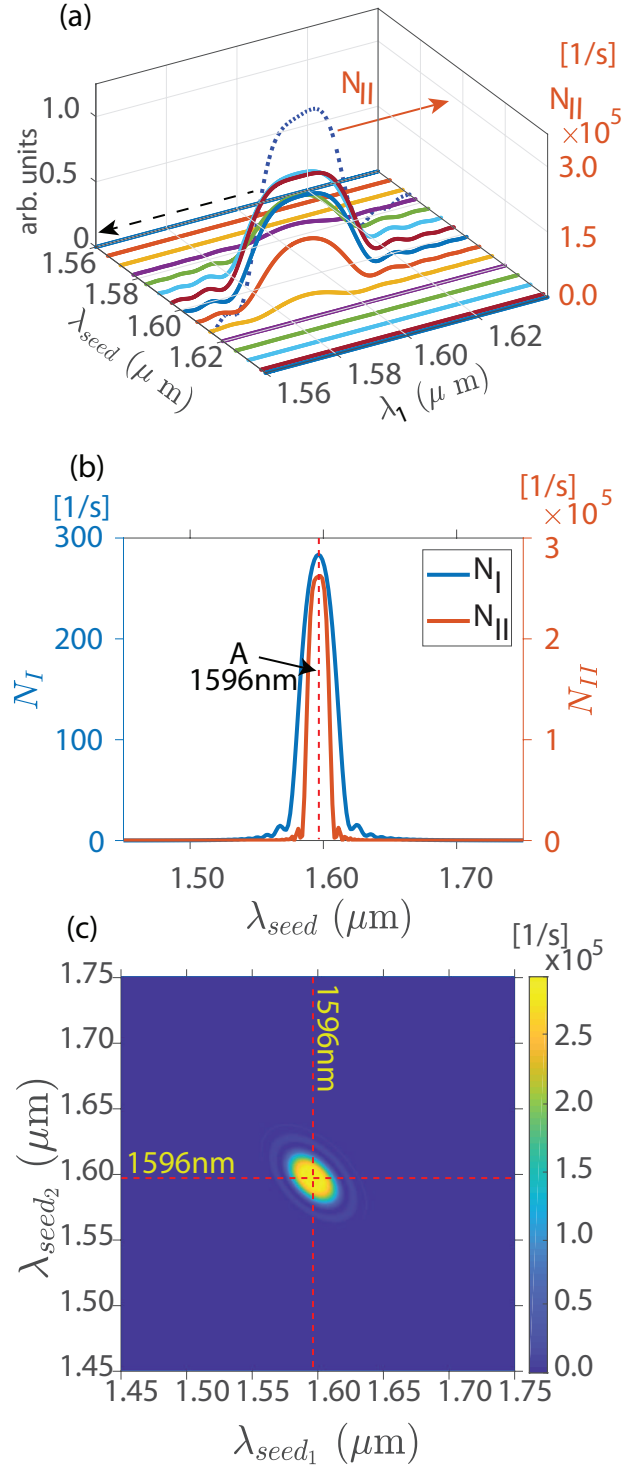 (a)
[1/s]
N_II
N_II
×10^5
1.0
3.0
arb. units
0.5
1.5
0
0.0
1.56
1.58
1.60
1.62
λ_seed (μ m)
1.56
1.58
1.60
1.62
λ_1 (μ m)
(b)
[1/s]
[1/s]
×10^5
300
3
N_I
N_II
200
2
A
1596nm
N_I
N_II
100
1
0
0
1.50
1.60
1.70
λ_seed (μm)
(c)
[1/s]
x10^5
1.75
1.70
1.65
1.60
1.55
1.50
1.45
1596nm
1596nm
λ_seed_2 (μm)
2.5
2.0
1.5
1.0
0.5
0.0
1.45
1.50
1.55
1.60
1.65
1.70
1.75
λ_seed_1 (μm)